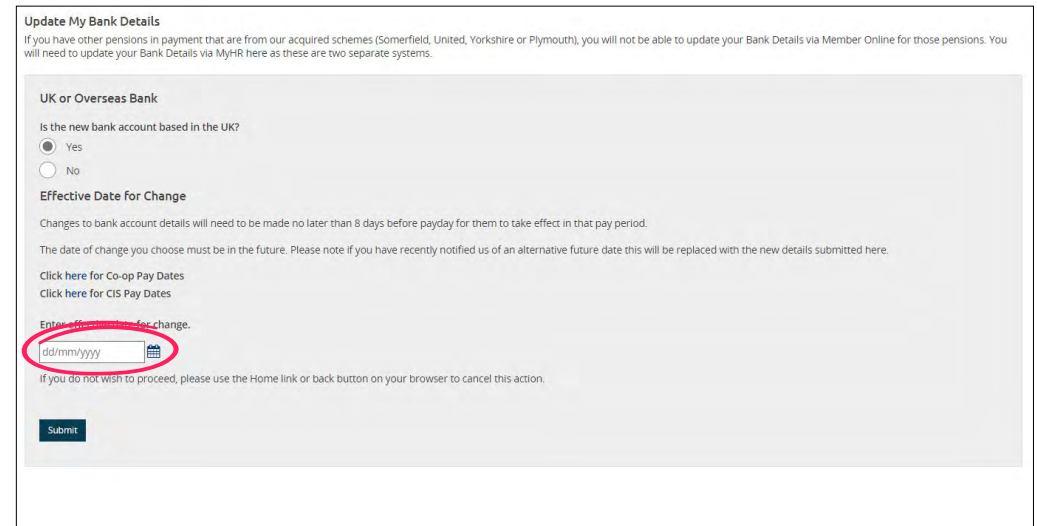 Update My Bank Details
If you have other pensions in payment that are from our acquired schemes (Somerfield, United, Yorkshire or Plymouth), you will not be able to update your Bank Details via Member Online for those pensions. You
will need to update your Bank Details via MyHR here as these are two separate systems.
UK or Overseas Bank
Is the new bank account based in the UK?
Yes
No
Effective Date for Change
Changes to bank account details will need to be made no later than 8 days before payday for them to take effect in that pay period.
The date of change you choose must be in the future. Please note if you have recently notified us of an alternative future date this will be replaced with the new details submitted here.
Click here for Co-op Pay Dates
Click here for CIS Pay Dates
Enter effective date for change.
dd/mm/yyyy
If you do not wish to proceed, please use the Home link or back button on your browser to cancel this action.
Submit